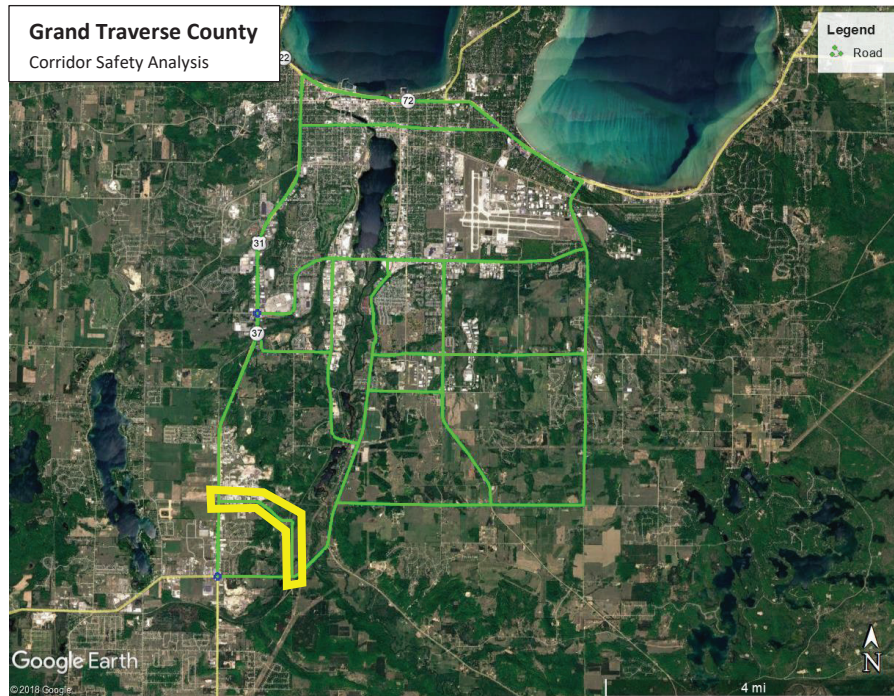 Grand Traverse County
Corridor Safety Analysis
Legend
Road
22
72
31
37
Google Earth
© 2018 Google
4 mi
N